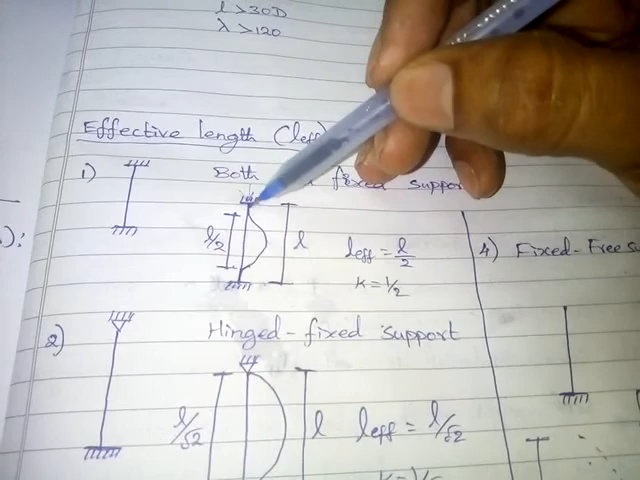 l>30D
λ>120
Effective length (leff)
1)
Both fixed support
l/2
l
leff = l/2
K = 1/2
4) Fixed-Free
2)
Hinged-fixed support
l/√2
l
leff = l/√2
):